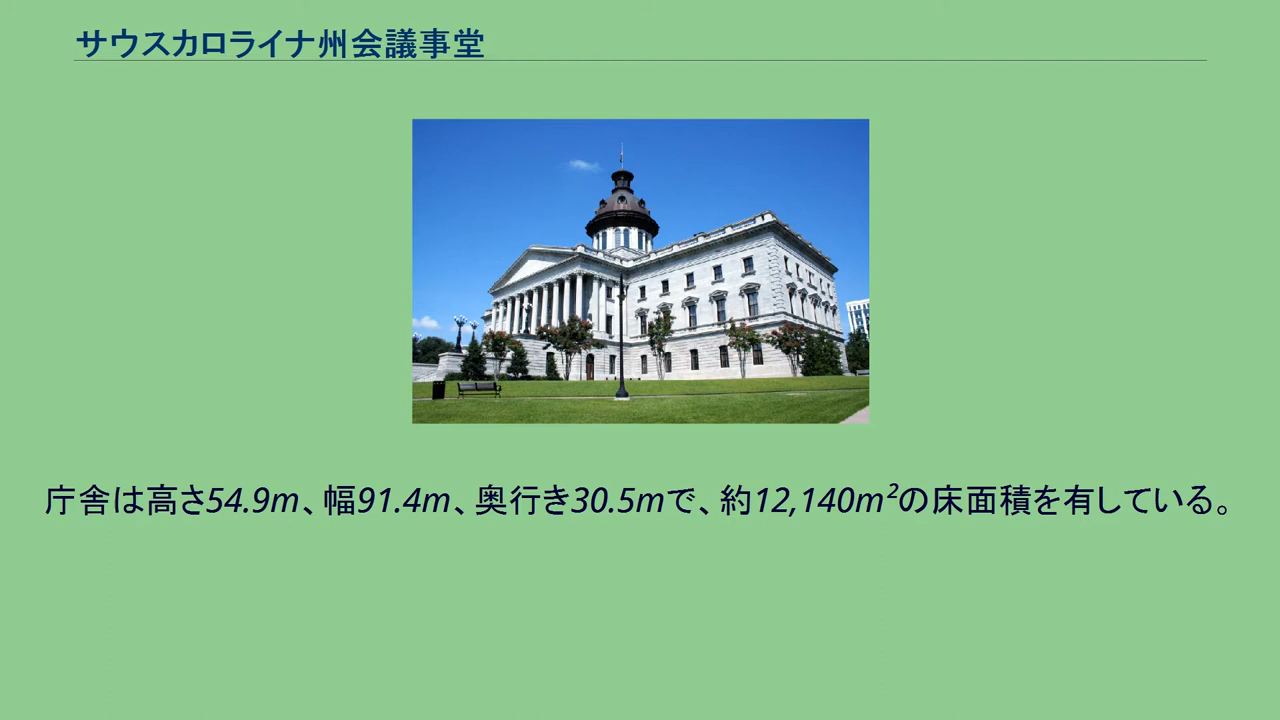 サウスカロライナ州会議事堂
庁舎は高さ54.9m、幅91.4m、奥行き30.5mで、約12,140m²の床面積を有している。